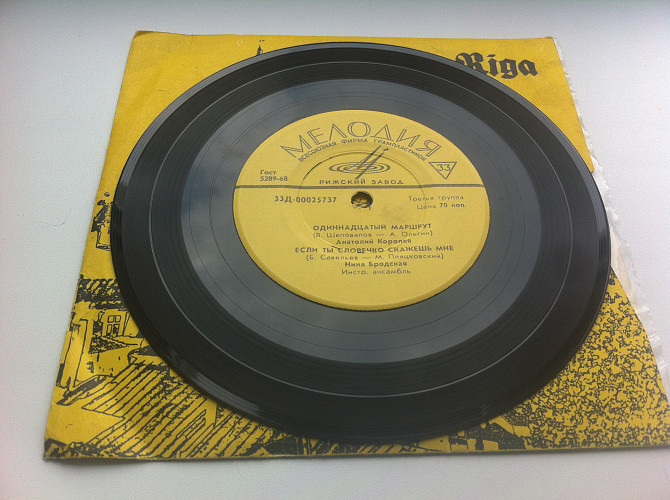 Riga
МЕЛОДИЯ
ВСЕСОЮЗНАЯ ФИРМА ГРАМПЛАСТИНОК
Гост
5289-68
33
РИЖСКИЙ ЗАВОД
33Д-00025737
Третья группа
Цена 70 коп.
ОДИННАДЦАТЫЙ МАРШРУТ
(В. Шеповалов — А. Ольгин)
Анатолий Королев
ЕСЛИ ТЫ СЛОВЕЧКО СКАЖЕШЬ МНЕ
(Б. Савельев — М. Пляцковский)
Нина Бродская
Инстр. ансамбль